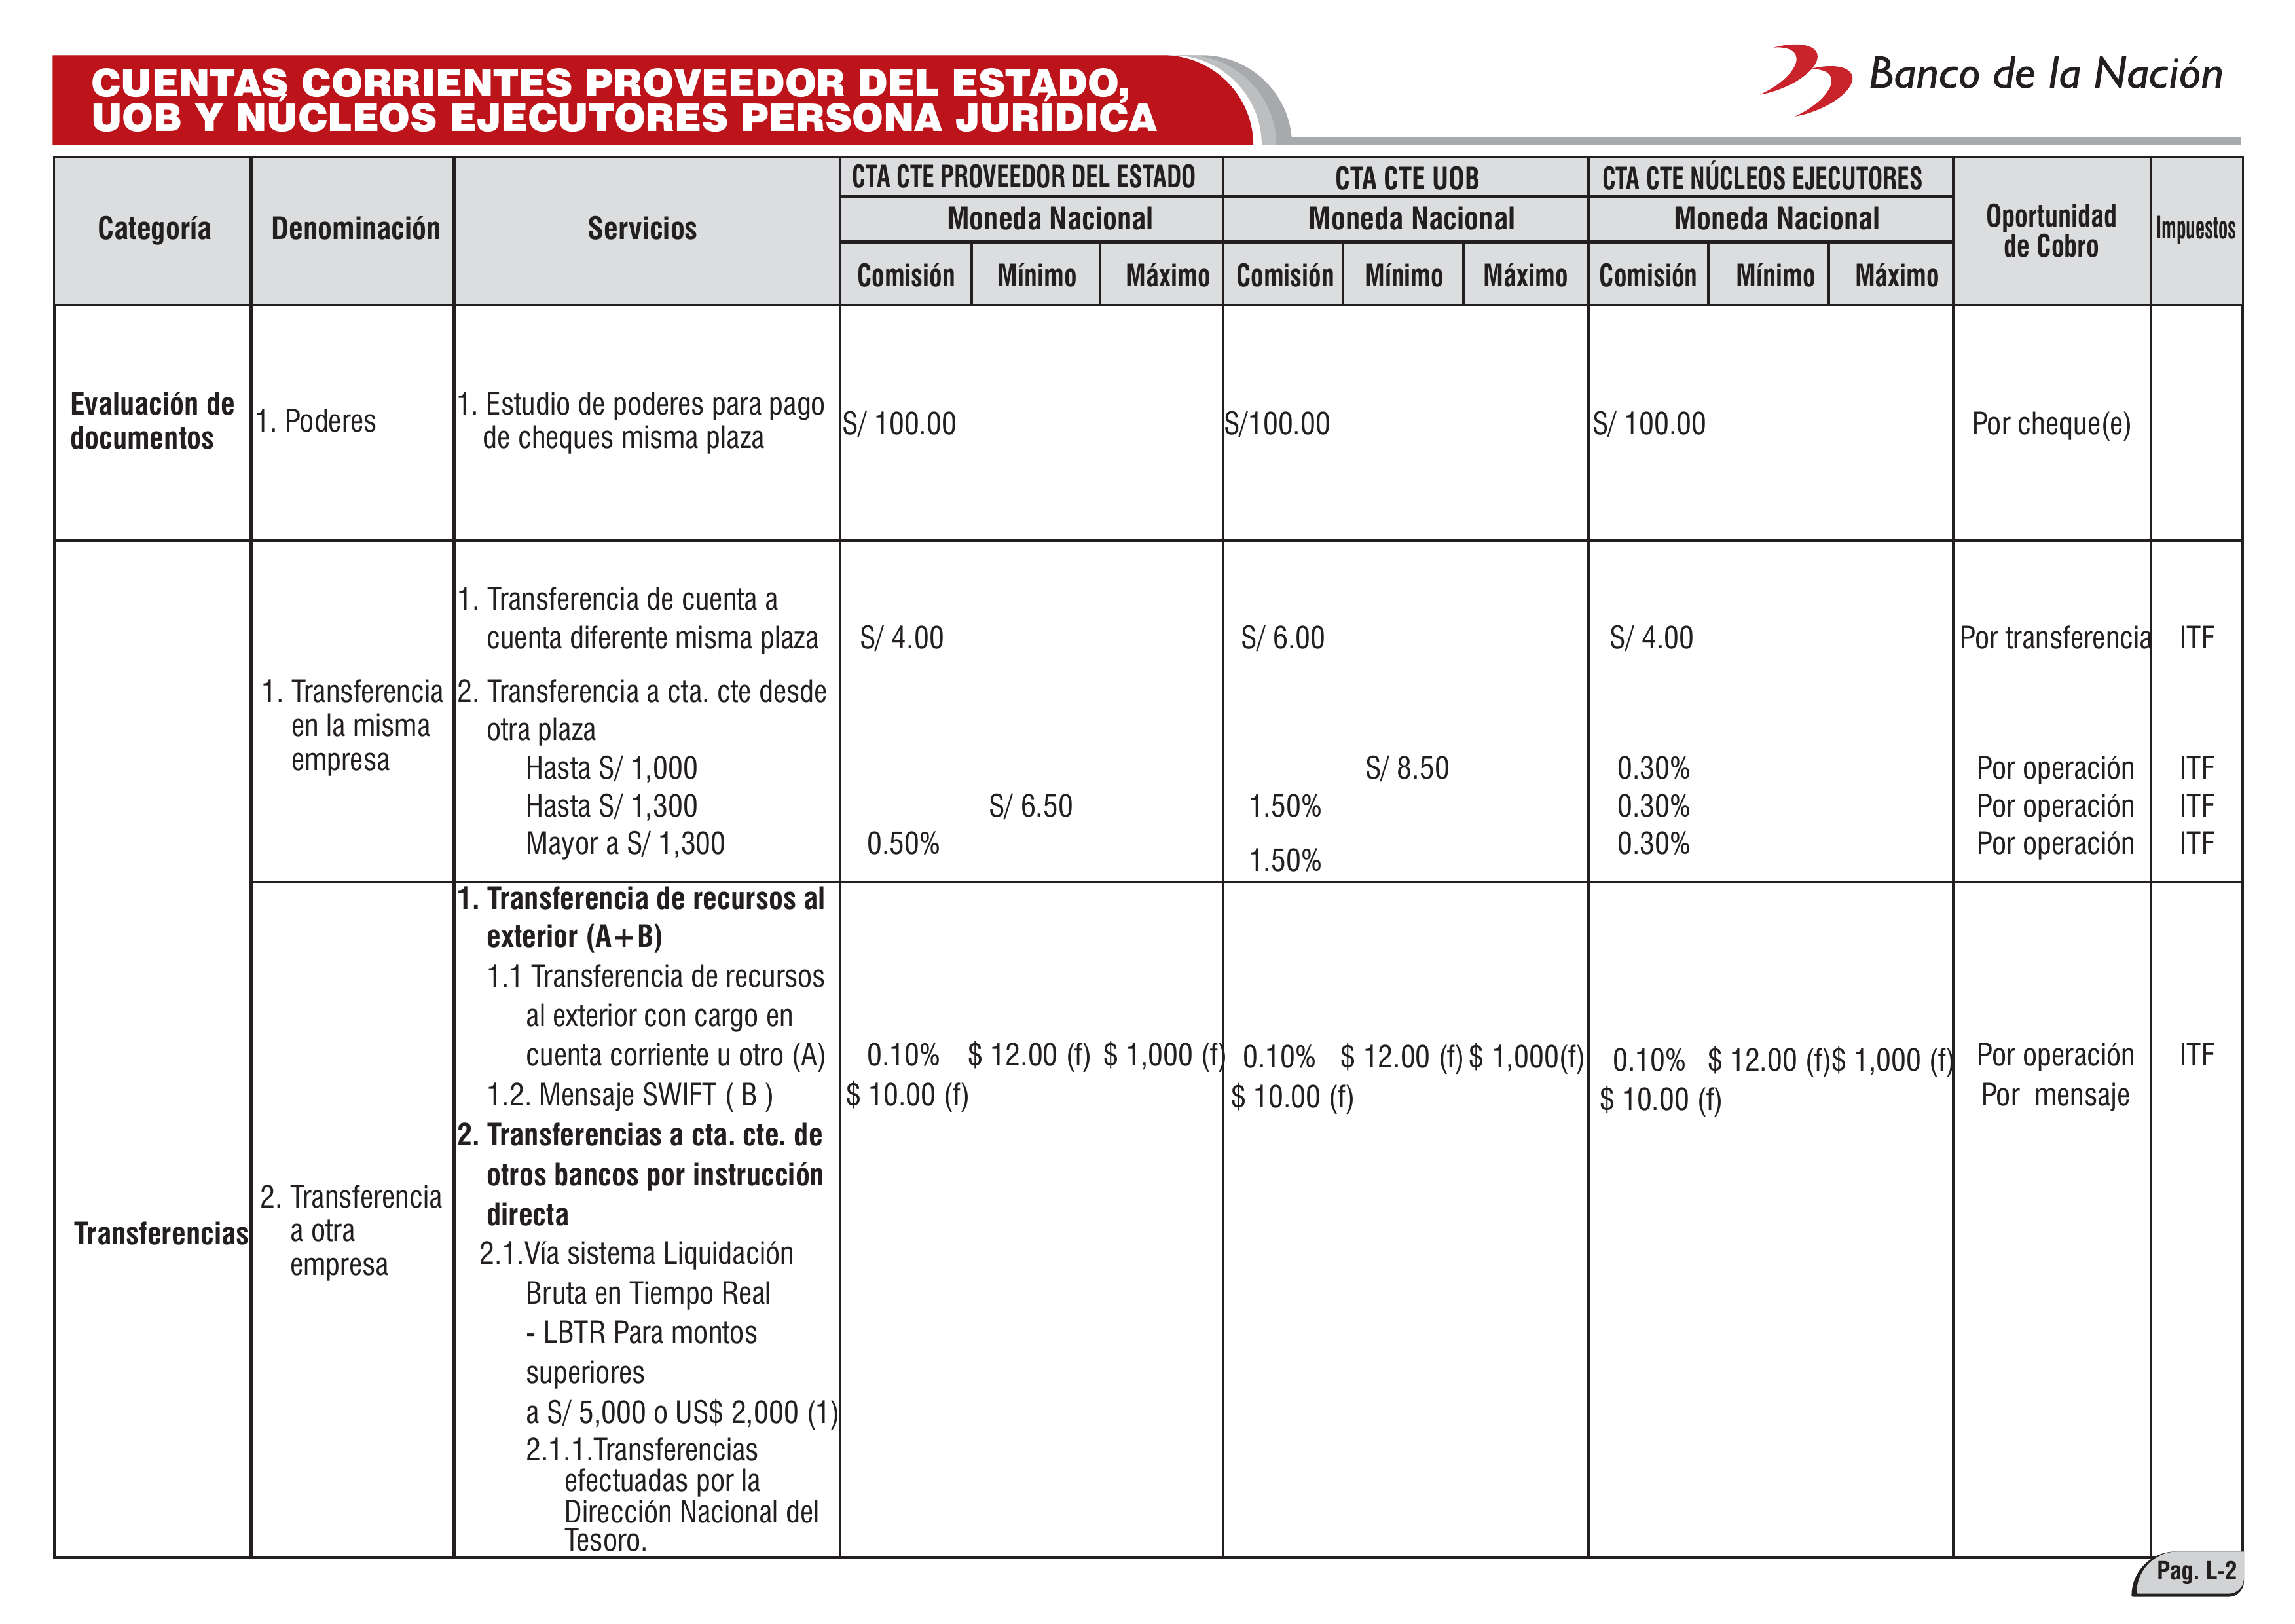 CUENTAS CORRIENTES PROVEEDOR DEL ESTADO,
UOB Y NÚCLEOS EJECUTORES PERSONA JURÍDICA
Banco de la Nación
Categoría
Denominación
Servicios
CTA CTE PROVEEDOR DEL ESTADO
CTA CTE UOB
CTA CTE NÚCLEOS EJECUTORES
Oportunidad
de Cobro
Impuestos
Moneda Nacional
Moneda Nacional
Moneda Nacional
Comisión Mínimo Máximo
Comisión Mínimo Máximo
Comisión Mínimo Máximo
Evaluación de
documentos
1. Poderes
1. Estudio de poderes para pago
de cheques misma plaza
S/ 100.00
S/100.00
S/ 100.00
Por cheque(e)
Transferencias
1. Transferencia
en la misma
empresa
1. Transferencia de cuenta a
cuenta diferente misma plaza S/ 4.00 S/ 6.00 S/ 4.00 Por transferencia ITF
2. Transferencia a cta. cte desde
otra plaza
Hasta S/ 1,000 S/ 8.50 0.30% Por operación ITF
Hasta S/ 1,300 S/ 6.50 1.50% 0.30% Por operación ITF
Mayor a S/ 1,300 0.50% 1.50% 0.30% Por operación ITF
2. Transferencia
a otra
empresa
1. Transferencia de recursos al
exterior (A+B)
1.1 Transferencia de recursos
al exterior con cargo en
cuenta corriente u otro (A) 0.10% $ 12.00 (f) $ 1,000 (f) 0.10% $ 12.00 (f) $ 1,000(f) 0.10% $ 12.00 (f) $ 1,000 (f) Por operación ITF
1.2. Mensaje SWIFT ( B ) $ 10.00 (f) $ 10.00 (f) $ 10.00 (f) Por mensaje
2. Transferencias a cta. cte. de
otros bancos por instrucción
directa
2.1.Vía sistema Liquidación
Bruta en Tiempo Real
- LBTR Para montos
superiores
a S/ 5,000 o US$ 2,000 (1)
2.1.1.Transferencias
efectuadas por la
Dirección Nacional del
Tesoro.
Pag. L-2